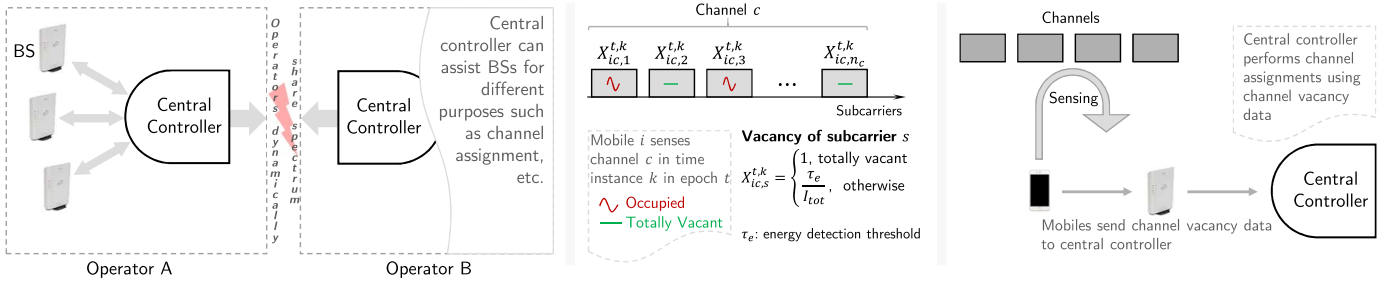 BS
Central
Controller
Operators dynamically
share spectrum
Central
Controller
Central
controller can
assist BSs for
different
purposes such
as channel
assignment,
etc.
Operator A
Operator B
Channel c
X^{t,k}_{ic,1}
X^{t,k}_{ic,2}
X^{t,k}_{ic,3}
X^{t,k}_{ic,n_c}
...
Subcarriers
Mobile i senses
channel c in time
instance k in epoch t
Occupied
Totally Vacant
Vacancy of subcarrier s
X^{t,k}_{ic,s} = { 1, totally vacant
τ_e / I_tot , otherwise
τ_e: energy detection threshold
Channels
Sensing
Central controller
performs channel
assignments using
channel vacancy
data
Central
Controller
Mobiles send channel vacancy data
to central controller